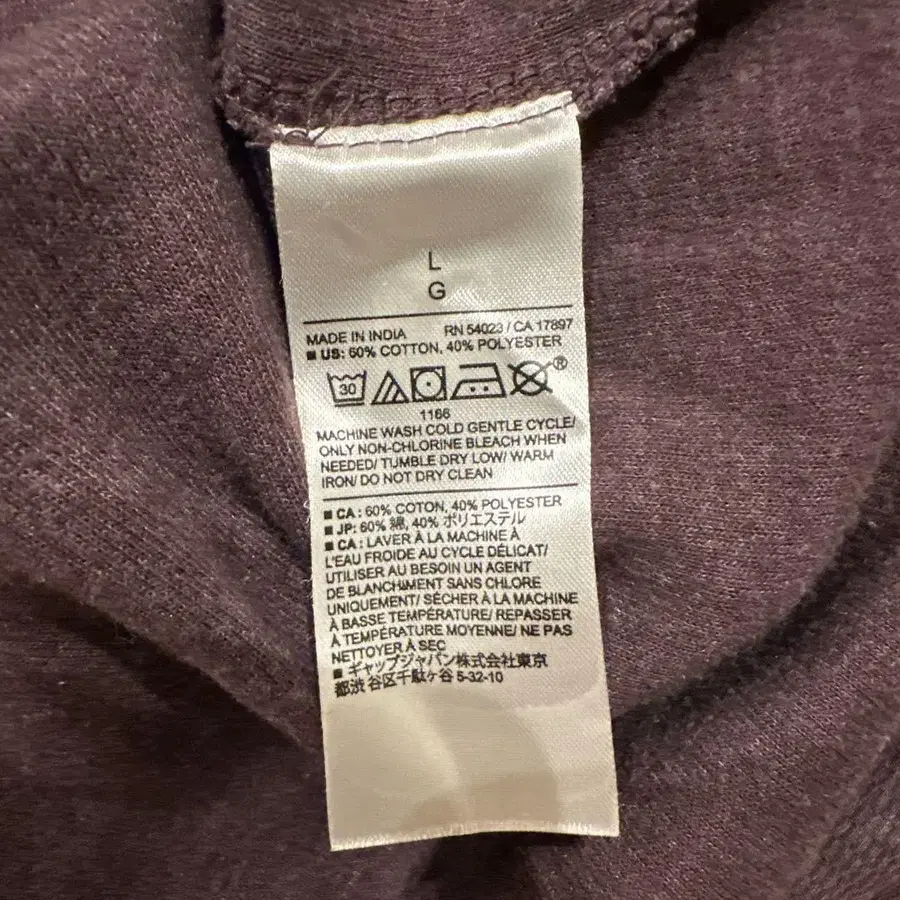 L
G
MADE IN INDIA RN 54023 / CA 17897
■ US: 60% COTTON, 40% POLYESTER
30 ®
1166
MACHINE WASH COLD GENTLE CYCLE/
ONLY NON-CHLORINE BLEACH WHEN
NEEDED/ TUMBLE DRY LOW/ WARM
IRON/ DO NOT DRY CLEAN
■ CA : 60% COTON, 40% POLYESTER
■ JP: 60% 綿, 40% ポリエステル
■ CA : LAVER À LA MACHINE À
L'EAU FROIDE AU CYCLE DÉLICAT/
UTILISER AU BESOIN UN AGENT
DE BLANCHIMENT SANS CHLORE
UNIQUEMENT/ SÉCHER À LA MACHINE
À BASSE TEMPÉRATURE/ REPASSER
À TEMPÉRATURE MOYENNE/ NE PAS
NETTOYER À SEC
■ ギャップジャパン株式会社東京
都渋谷区千駄ヶ谷 5-32-10